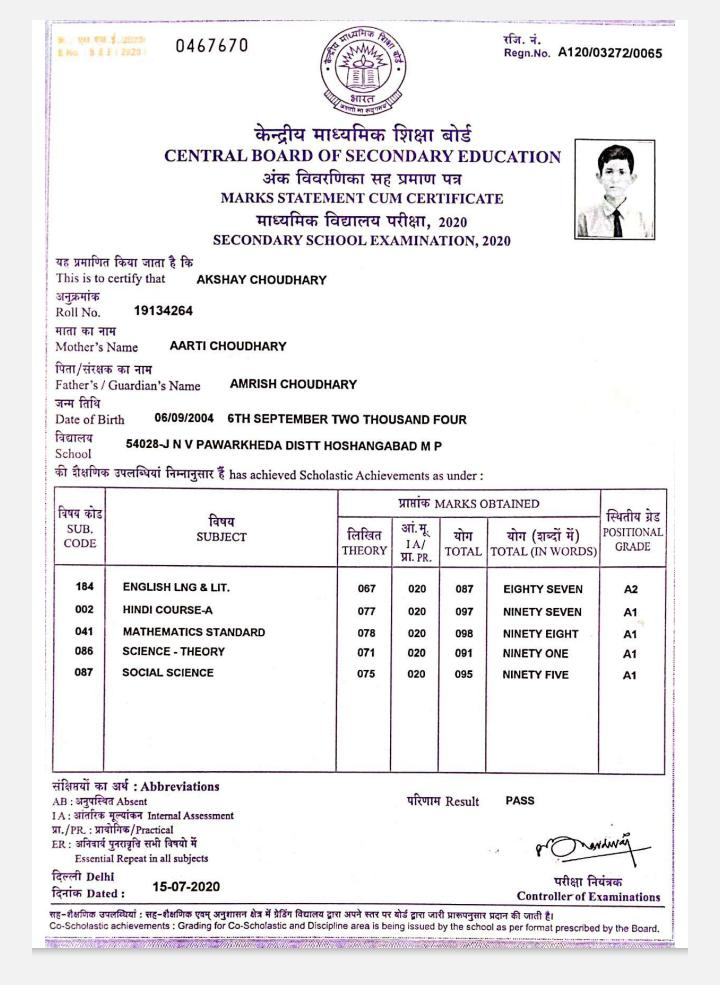 क्र. एस एस ई /2020/
S No. S S E / 2020 /
0467670
रजि. नं.
Regn.No. A120/03272/0065
केन्द्रीय माध्यमिक शिक्षा बोर्ड
भारत
केन्द्रीय माध्यमिक शिक्षा बोर्ड
CENTRAL BOARD OF SECONDARY EDUCATION
अंक विवरणिका सह प्रमाण पत्र
MARKS STATEMENT CUM CERTIFICATE
माध्यमिक विद्यालय परीक्षा, 2020
SECONDARY SCHOOL EXAMINATION, 2020
यह प्रमाणित किया जाता है कि
This is to certify that AKSHAY CHOUDHARY
अनुक्रमांक
Roll No. 19134264
माता का नाम
Mother's Name AARTI CHOUDHARY
पिता/संरक्षक का नाम
Father's / Guardian's Name AMRISH CHOUDHARY
जन्म तिथि
Date of Birth 06/09/2004 6TH SEPTEMBER TWO THOUSAND FOUR
विद्यालय
School 54028-J N V PAWARKHEDA DISTT HOSHANGABAD M P
की शैक्षणिक उपलब्धियां निम्नानुसार हैं has achieved Scholastic Achievements as under :
विषय कोड SUB. CODE
विषय SUBJECT
प्राप्तांक MARKS OBTAINED
लिखित THEORY
आं.मू. I A/ प्रा. PR.
योग TOTAL
योग (शब्दों में) TOTAL (IN WORDS)
स्थितीय ग्रेड POSITIONAL GRADE
184 ENGLISH LNG & LIT. 067 020 087 EIGHTY SEVEN A2
002 HINDI COURSE-A 077 020 097 NINETY SEVEN A1
041 MATHEMATICS STANDARD 078 020 098 NINETY EIGHT A1
086 SCIENCE - THEORY 071 020 091 NINETY ONE A1
087 SOCIAL SCIENCE 075 020 095 NINETY FIVE A1
संक्षिप्तियों का अर्थ : Abbreviations
AB : अनुपस्थित Absent
I A : आंतरिक मूल्यांकन Internal Assessment
प्रा./PR. : प्रायोगिक/Practical
ER : अनिवार्य पुनरावृत्ति सभी विषयो में
Essential Repeat in all subjects
परिणाम Result PASS
दिल्ली Delhi
दिनांक Dated : 15-07-2020
परीक्षा नियंत्रक
Controller of Examinations
सह-शैक्षणिक उपलब्धियां : सह-शैक्षणिक एवम् अनुशासन क्षेत्र में ग्रेडिंग विद्यालय द्वारा अपने स्तर पर बोर्ड द्वारा जारी प्रारूपनुसार प्रदान की जाती है।
Co-Scholastic achievements : Grading for Co-Scholastic and Discipline area is being issued by the school as per format prescribed by the Board.